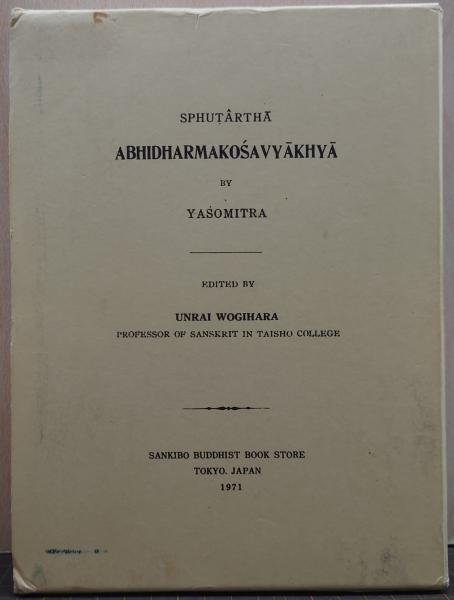 SPHUṬÂRTHĀ
ABHIDHARMAKOŚAVYĀKHYĀ
BY
YAŚOMITRA
EDITED BY
UNRAI WOGIHARA
PROFESSOR OF SANSKRIT IN TAISHO COLLEGE
SANKIBO BUDDHIST BOOK STORE
TOKYO. JAPAN
1971